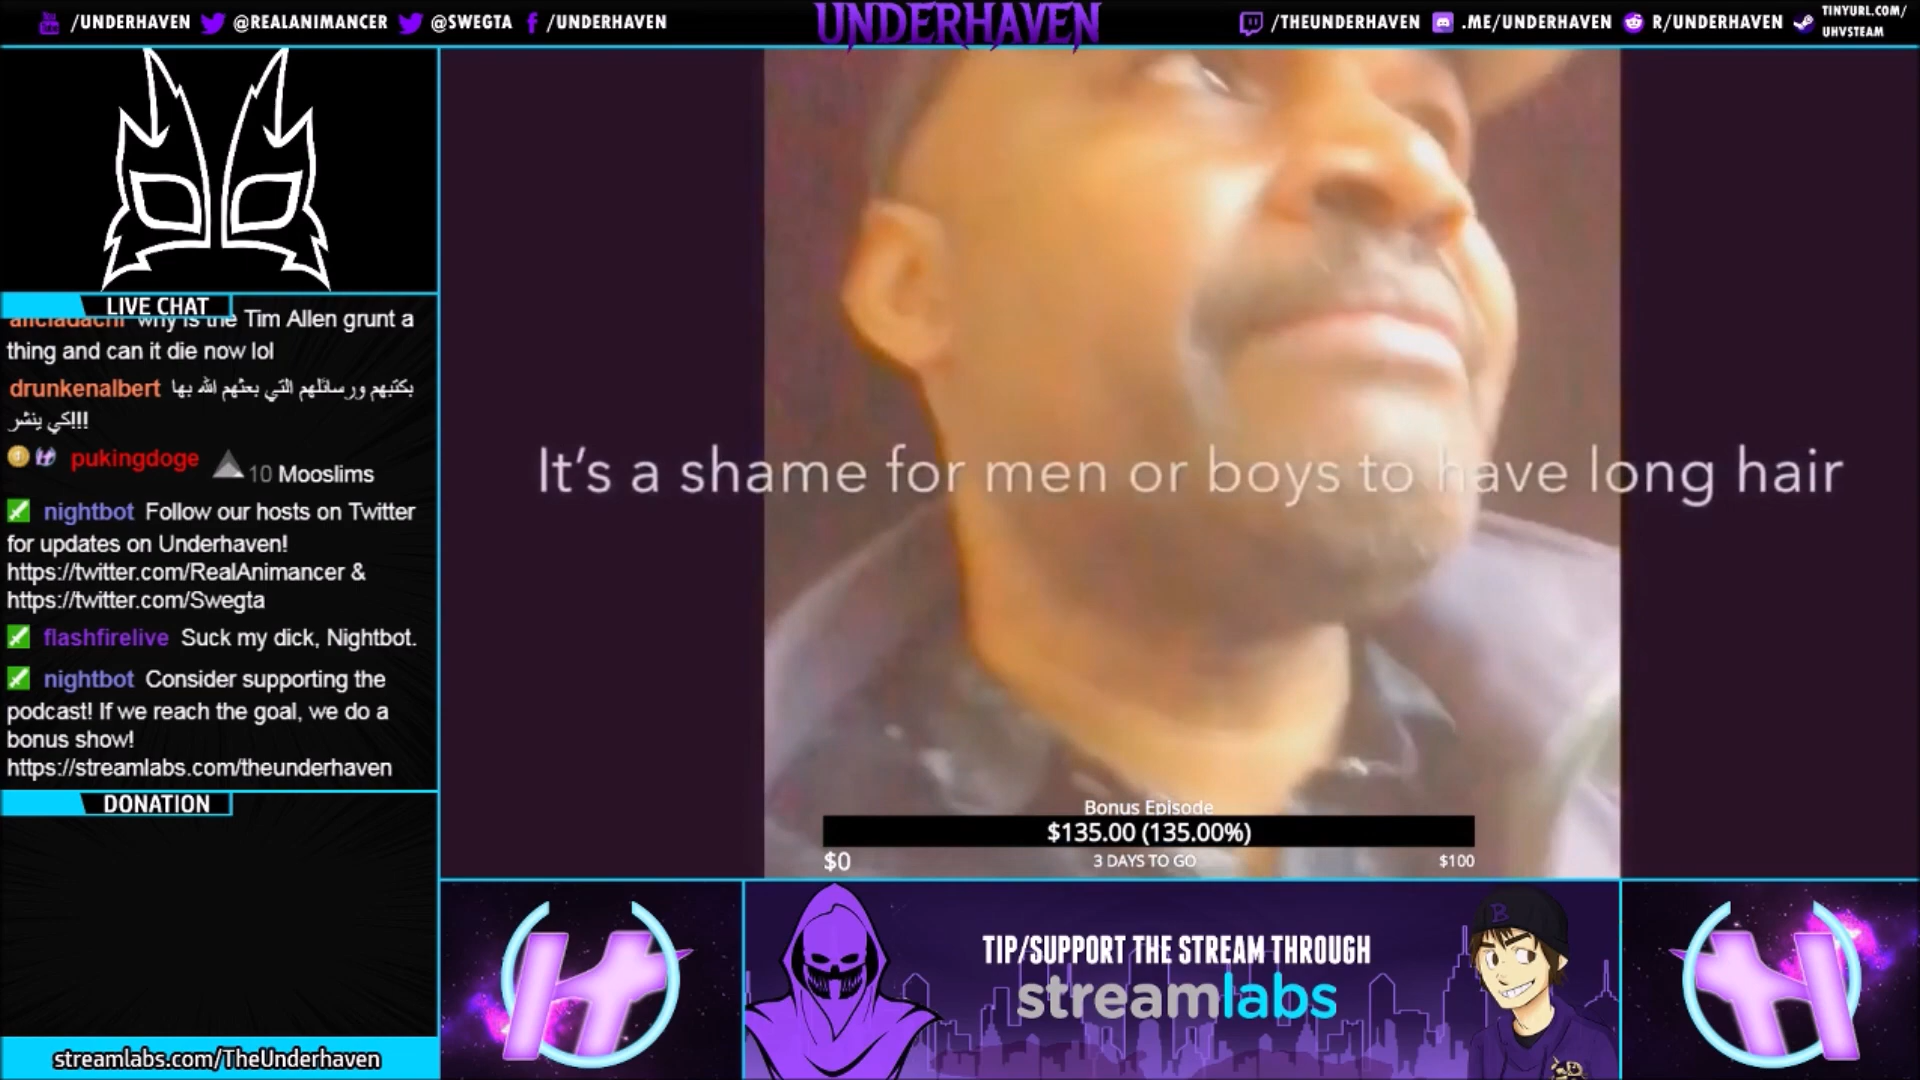 /UNDERHAVEN @REALANIMANCER @SWEGTA /UNDERHAVEN
UNDERHAVEN
/THEUNDERHAVEN .ME/UNDERHAVEN R/UNDERHAVEN TINYURL.COM/
UHVSTEAM
LIVE CHAT
aliciadachi why is the Tim Allen grunt a
thing and can it die now lol
drunkenalbert بكتبهم ورسائلهم التي بعثهم الله بها
كي ينشر!!!
pukingdoge 10 Mooslims
nightbot Follow our hosts on Twitter
for updates on Underhaven!
https://twitter.com/RealAnimancer &
https://twitter.com/Swegta
flashfirelive Suck my dick, Nightbot.
nightbot Consider supporting the
podcast! If we reach the goal, we do a
bonus show!
https://streamlabs.com/theunderhaven
DONATION
streamlabs.com/TheUnderhaven
It's a shame for men or boys to have long hair
Bonus Episode
$135.00 (135.00%)
$0 3 DAYS TO GO $100
TIP/SUPPORT THE STREAM THROUGH
streamlabs
B